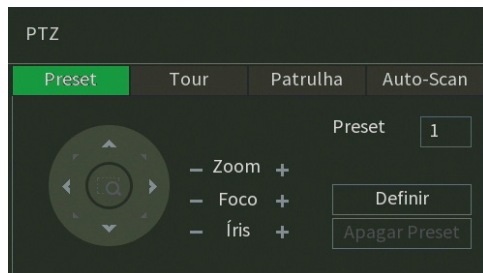 PTZ
Preset Tour Patrulha Auto-Scan
Preset 1
– Zoom +
– Foco +
– Íris +
Definir
Apagar Preset